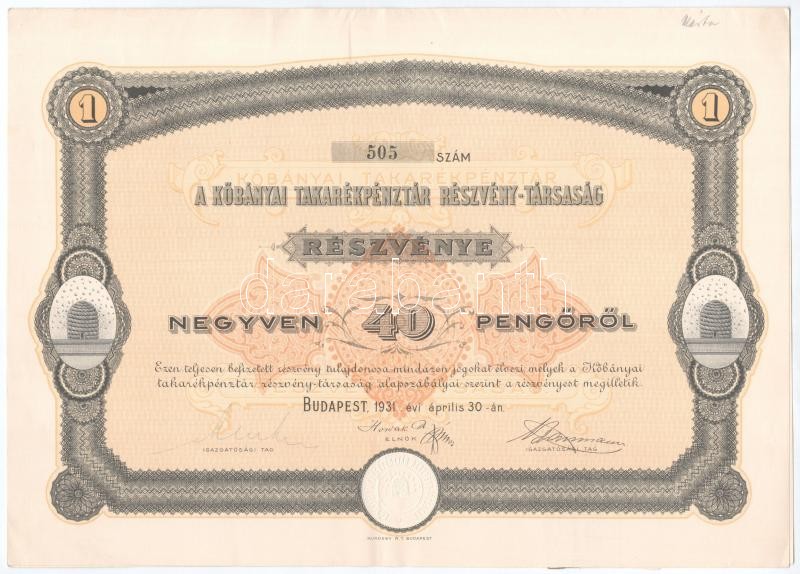 1 1
505 SZÁM
KŐBÁNYAI TAKARÉKPÉNZTÁR
A KŐBÁNYAI TAKARÉKPÉNZTÁR RÉSZVÉNY-TÁRSASÁG
RÉSZVÉNYE
NEGYVEN 40 PENGŐRŐL
Ezen teljesen befizetett részvény tulajdonosa mindazon jogokat élvezi melyek a Kőbányai
takarékpénztár részvény-társaság alapszabályai szerint a részvényest megilletik.
BUDAPEST, 1931. évi április 30-án.
IGAZGATÓSÁGI TAG
ELNÖK
IGAZGATÓSÁGI TAG